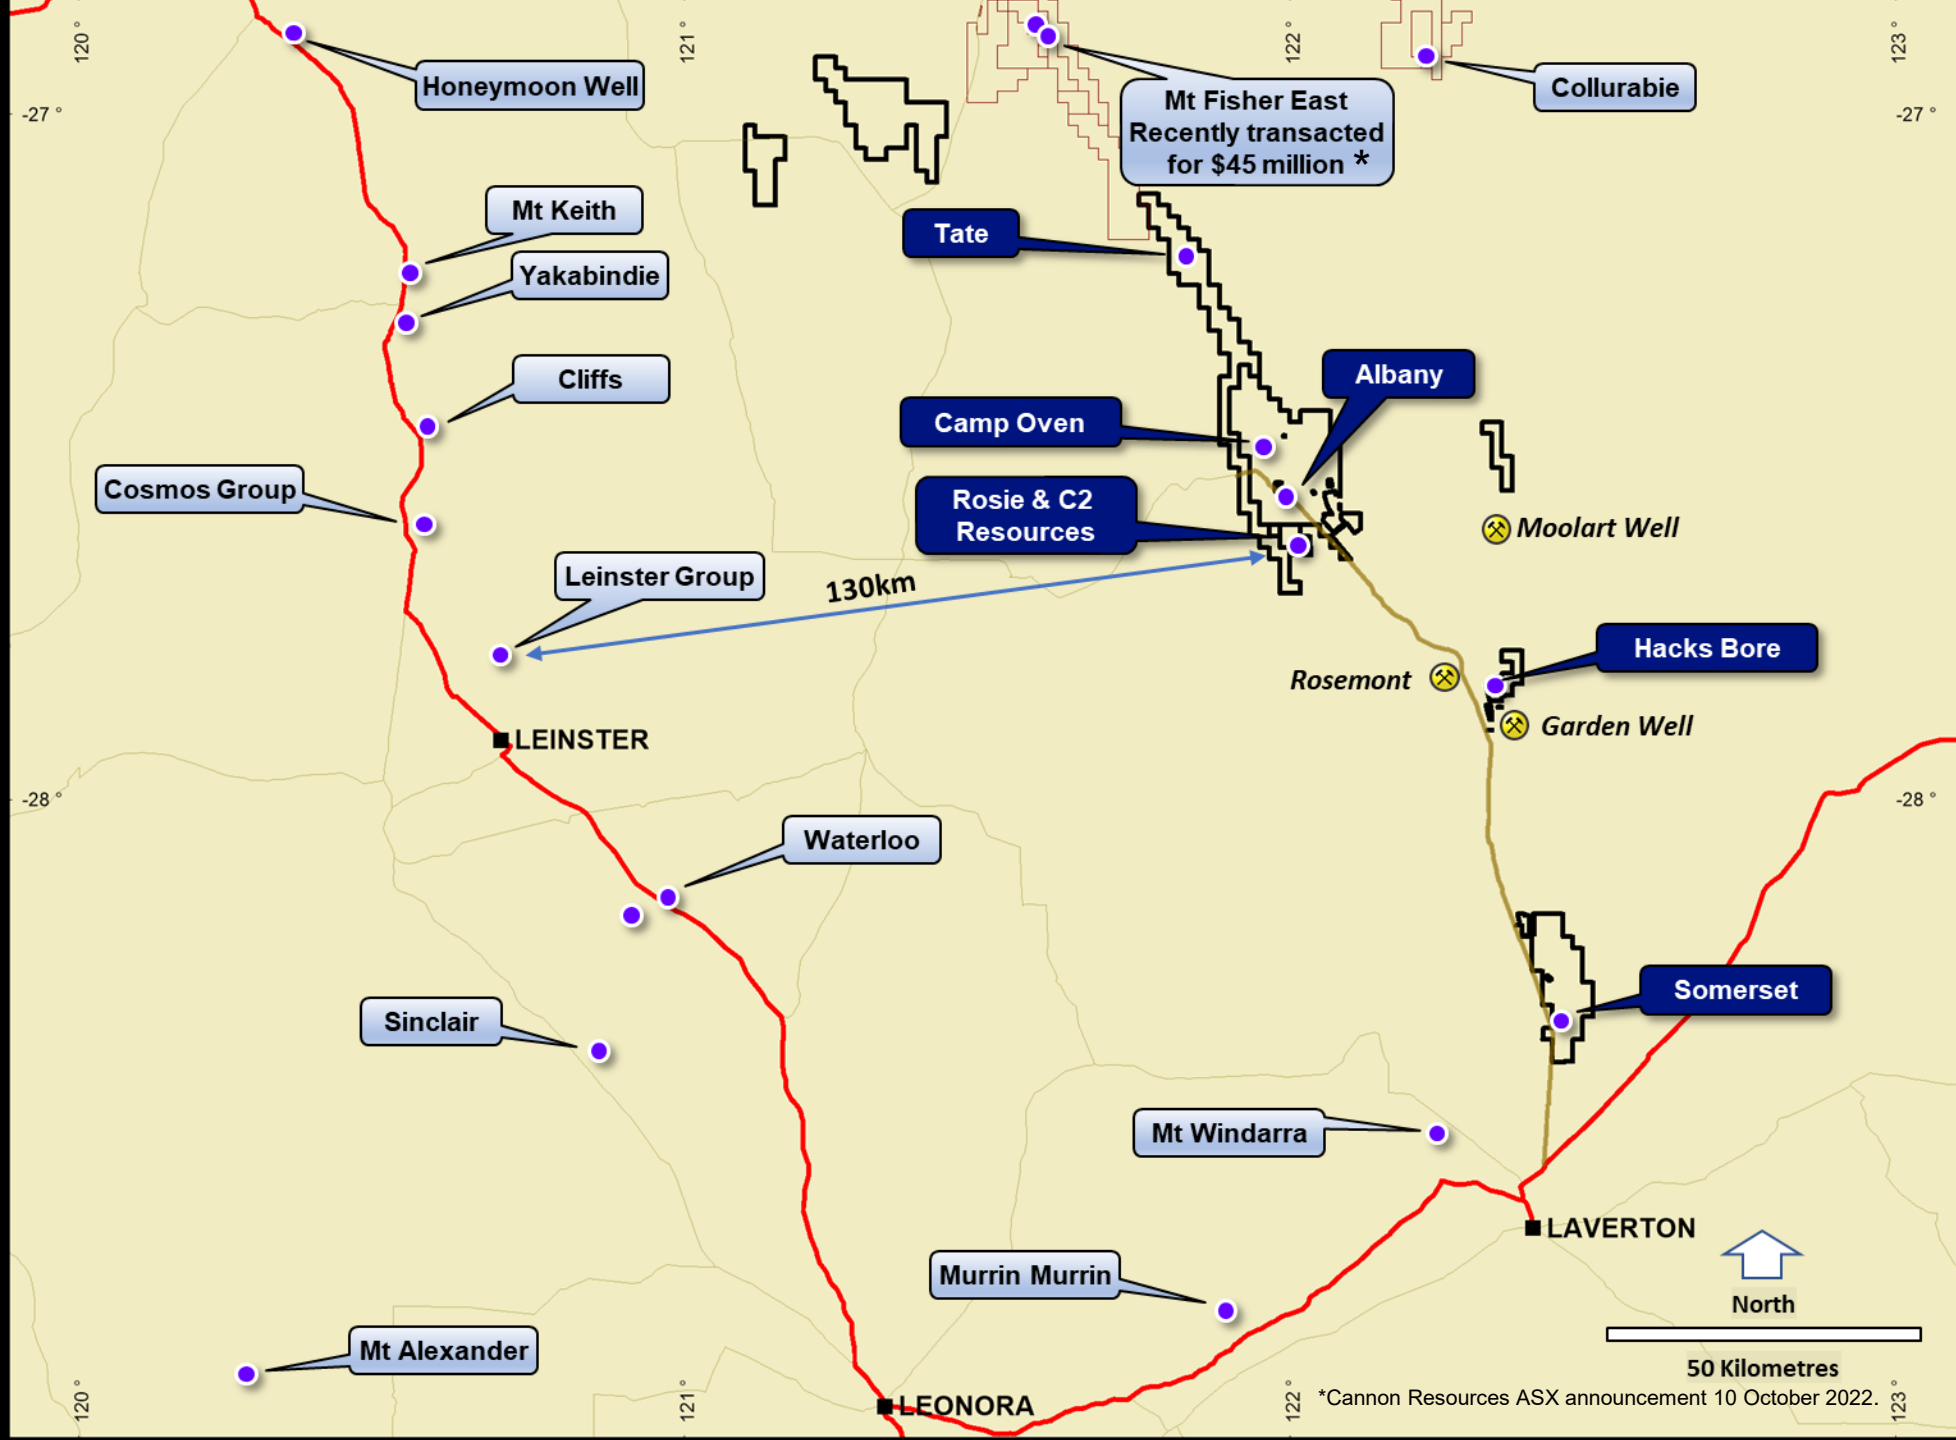 120 °
121 °
122 °
123 °
Honeymoon Well
Collurabie
Mt Fisher East
Recently transacted
for $45 million *
-27 °
-27 °
Mt Keith
Tate
Yakabindie
Cliffs
Albany
Camp Oven
Cosmos Group
Rosie & C2
Resources
Moolart Well
Leinster Group
130km
Hacks Bore
Rosemont
Garden Well
LEINSTER
-28 °
-28 °
Waterloo
Somerset
Sinclair
Mt Windarra
LAVERTON
Murrin Murrin
North
Mt Alexander
50 Kilometres
*Cannon Resources ASX announcement 10 October 2022.
LEONORA
120 °
121 °
122 °
123 °